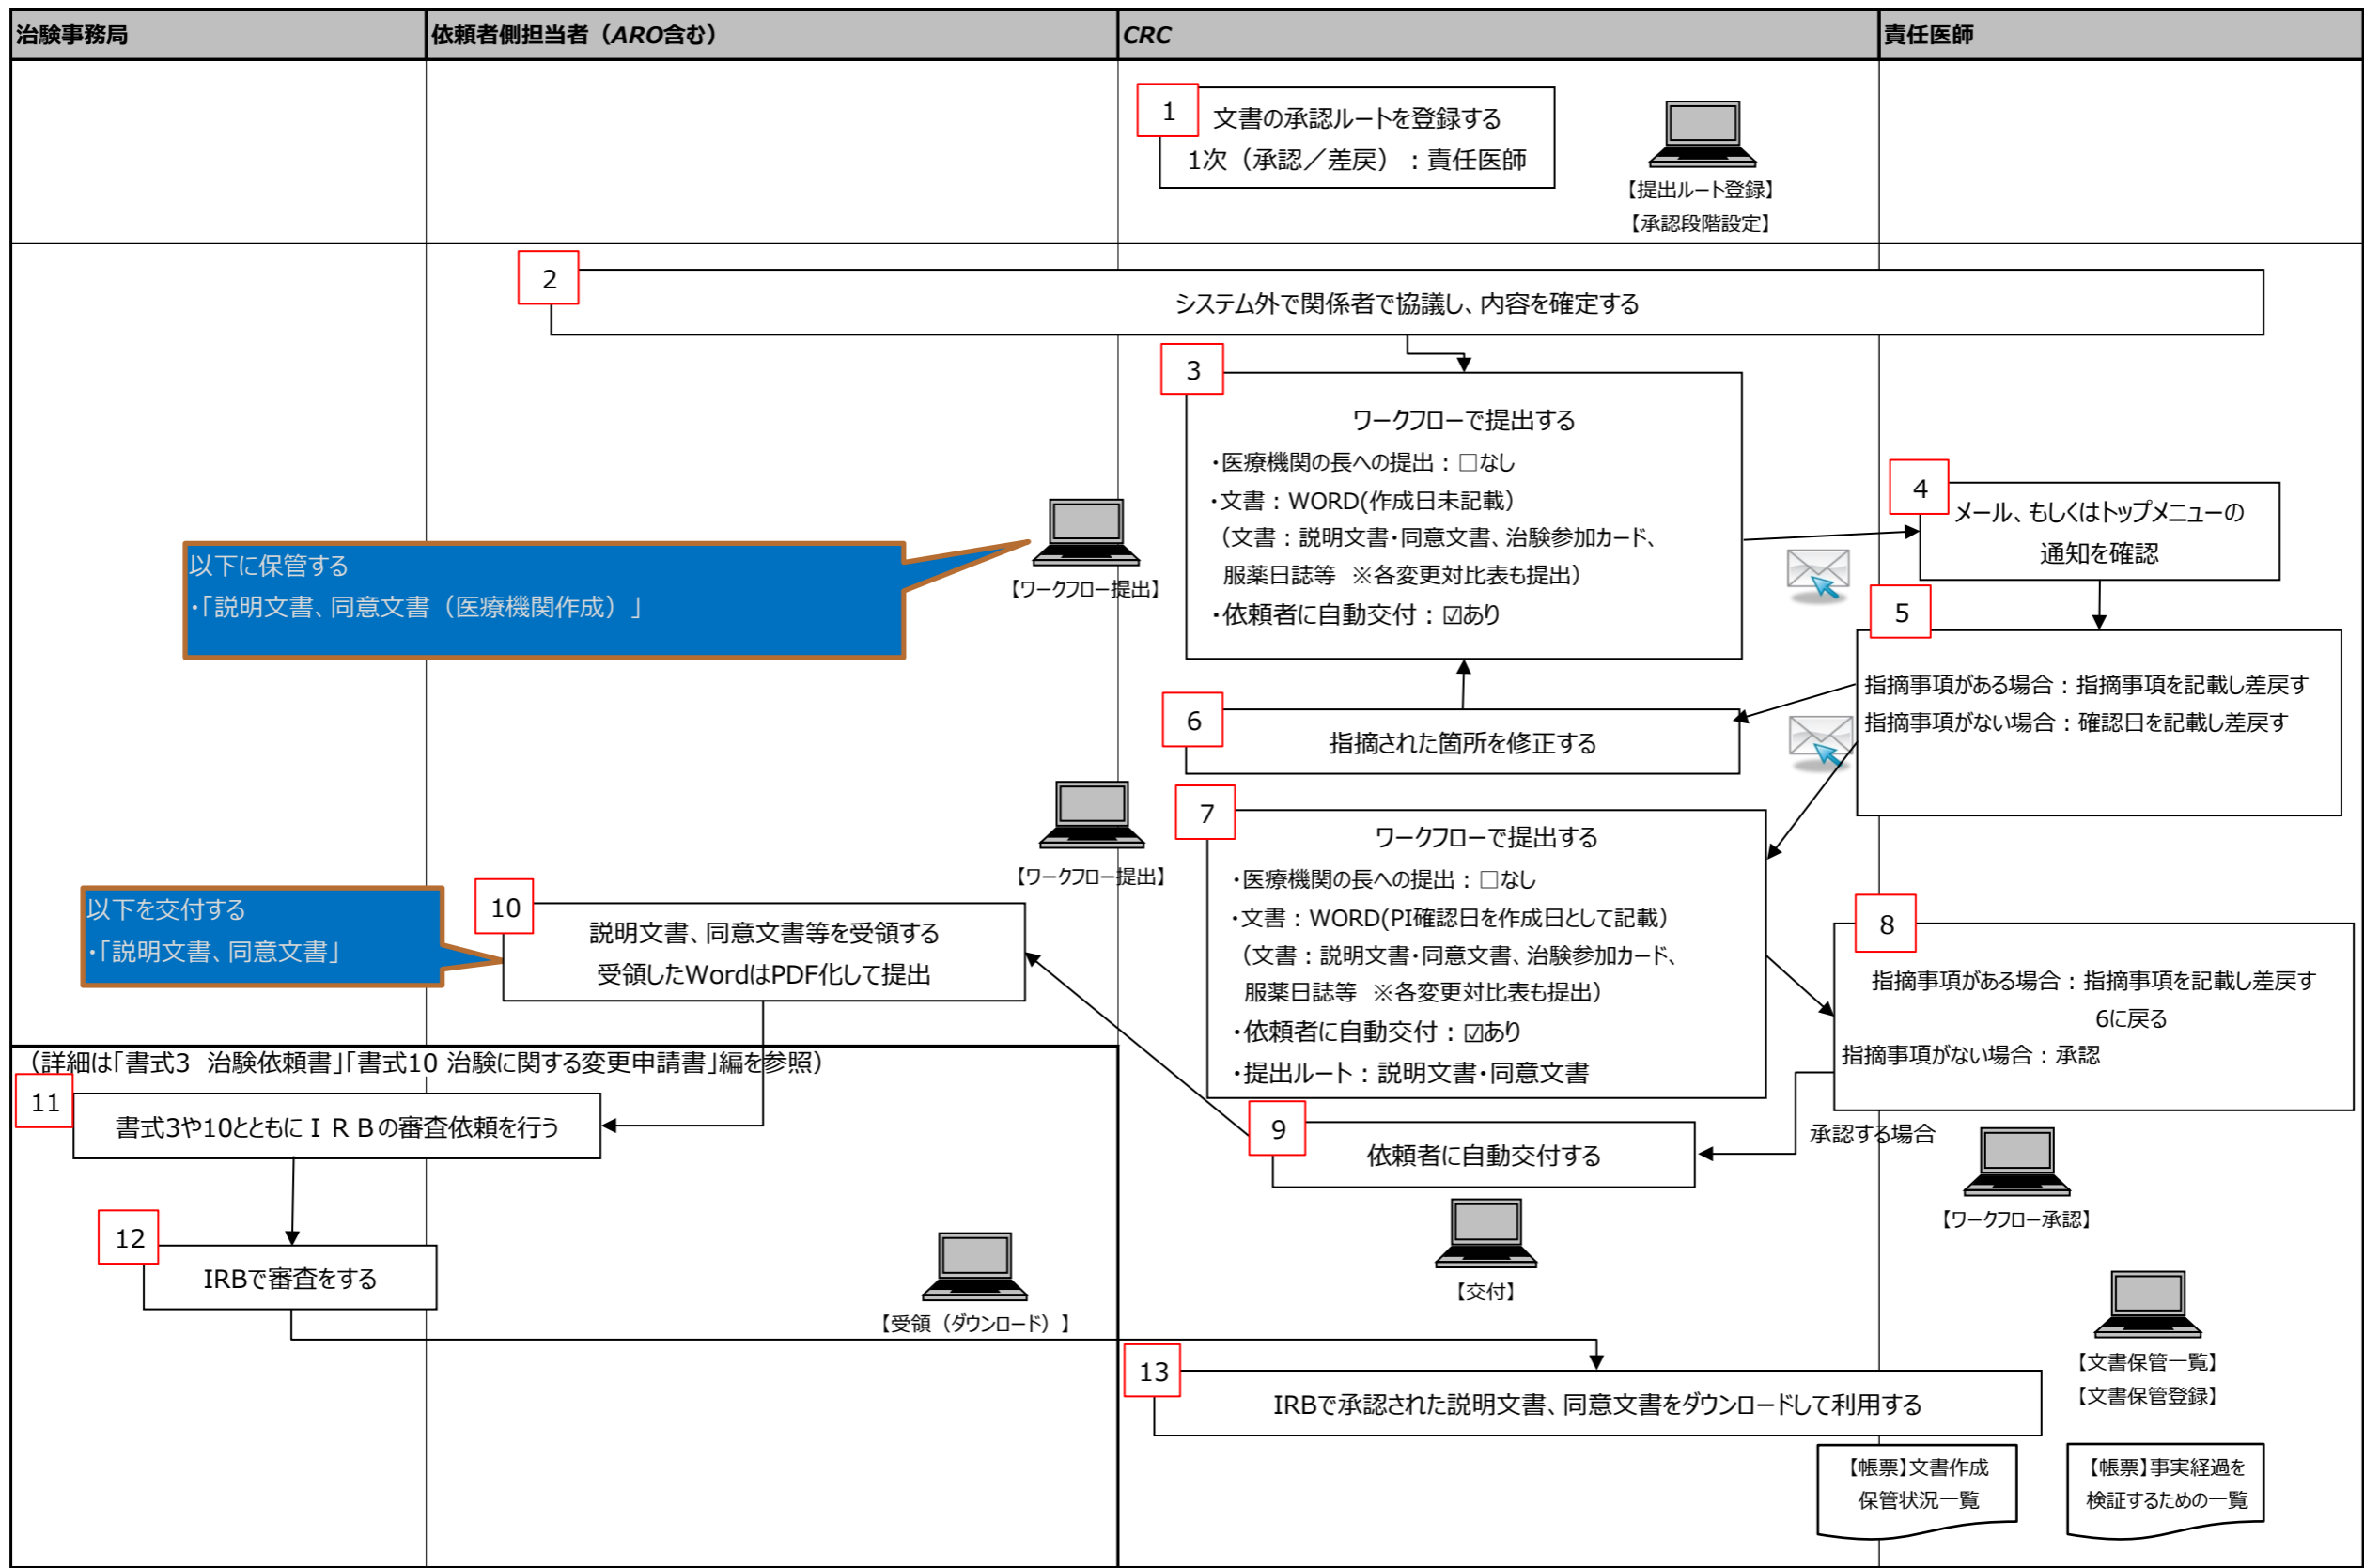 治験事務局
依頼者側担当者（ARO含む）
CRC
責任医師
1
文書の承認ルートを登録する
1次（承認／差戻）：責任医師
【提出ルート登録】
【承認段階設定】
2
システム外で関係者で協議し、内容を確定する
3
ワークフローで提出する
・医療機関の長への提出：□なし
・文書：WORD(作成日未記載）
（文書：説明文書・同意文書、治験参加カード、
服薬日誌等　※各変更対比表も提出）
・依頼者に自動交付：☑あり
【ワークフロー提出】
以下に保管する
・「説明文書、同意文書（医療機関作成）」
4
メール、もしくはトップメニューの
通知を確認
5
指摘事項がある場合：指摘事項を記載し差戻す
指摘事項がない場合：確認日を記載し差戻す
6
指摘された箇所を修正する
7
ワークフローで提出する
・医療機関の長への提出：□なし
・文書：WORD(PI確認日を作成日として記載）
（文書：説明文書・同意文書、治験参加カード、
服薬日誌等　※各変更対比表も提出）
・依頼者に自動交付：☑あり
・提出ルート：説明文書・同意文書
【ワークフロー提出】
8
指摘事項がある場合：指摘事項を記載し差戻す
6に戻る
指摘事項がない場合：承認
承認する場合
【ワークフロー承認】
9
依頼者に自動交付する
【交付】
10
説明文書、同意文書等を受領する
受領したWordはPDF化して提出
以下を交付する
・「説明文書、同意文書」
（詳細は「書式3　治験依頼書」「書式10 治験に関する変更申請書」編を参照）
11
書式3や10とともにＩＲＢの審査依頼を行う
12
IRBで審査をする
【受領（ダウンロード）】
13
IRBで承認された説明文書、同意文書をダウンロードして利用する
【文書保管一覧】
【文書保管登録】
【帳票】文書作成
保管状況一覧
【帳票】事実経過を
検証するための一覧